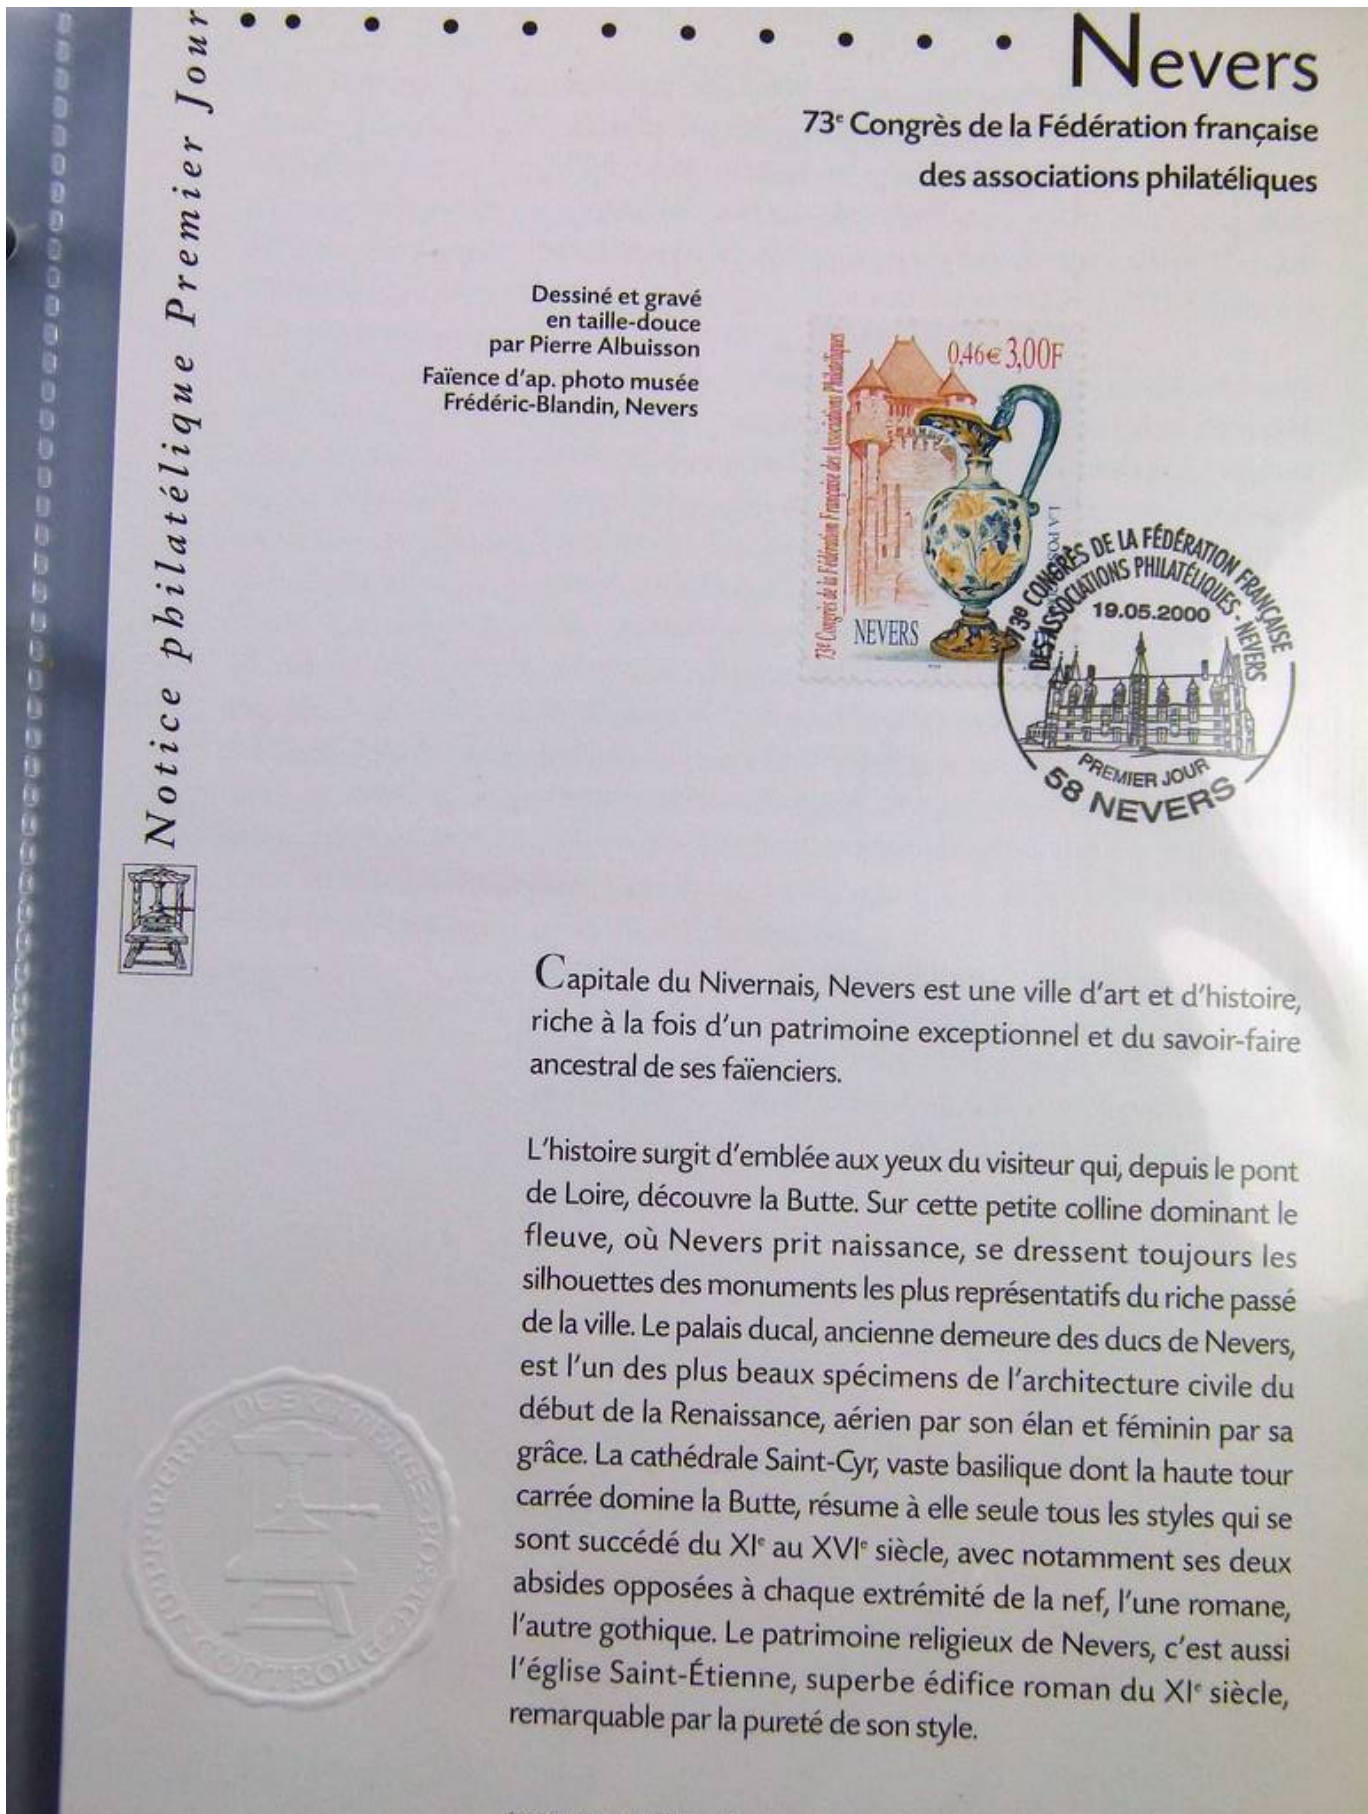 Notice philatélique Premier Jour
Nevers
73e Congrès de la Fédération française
des associations philatéliques
Dessiné et gravé
en taille-douce
par Pierre Albuisson
Faïence d'ap. photo musée
Frédéric-Blandin, Nevers
0,46€ 3,00F
73e Congrès de la Fédération Française des Associations Philatéliques
NEVERS
LA POS
73e CONGRÈS DE LA FÉDÉRATION FRANÇAISE
DES ASSOCIATIONS PHILATÉLIQUES - NEVERS
19.05.2000
PREMIER JOUR
58 NEVERS
Capitale du Nivernais, Nevers est une ville d'art et d'histoire,
riche à la fois d'un patrimoine exceptionnel et du savoir-faire
ancestral de ses faïenciers.
L'histoire surgit d'emblée aux yeux du visiteur qui, depuis le pont
de Loire, découvre la Butte. Sur cette petite colline dominant le
fleuve, où Nevers prit naissance, se dressent toujours les
silhouettes des monuments les plus représentatifs du riche passé
de la ville. Le palais ducal, ancienne demeure des ducs de Nevers,
est l'un des plus beaux spécimens de l'architecture civile du
début de la Renaissance, aérien par son élan et féminin par sa
grâce. La cathédrale Saint-Cyr, vaste basilique dont la haute tour
carrée domine la Butte, résume à elle seule tous les styles qui se
sont succédé du XIe au XVIe siècle, avec notamment ses deux
absides opposées à chaque extrémité de la nef, l'une romane,
l'autre gothique. Le patrimoine religieux de Nevers, c'est aussi
l'église Saint-Étienne, superbe édifice roman du XIe siècle,
remarquable par la pureté de son style.
IMPRIMERIE DES TIMBRES-POSTE
CONTROLE